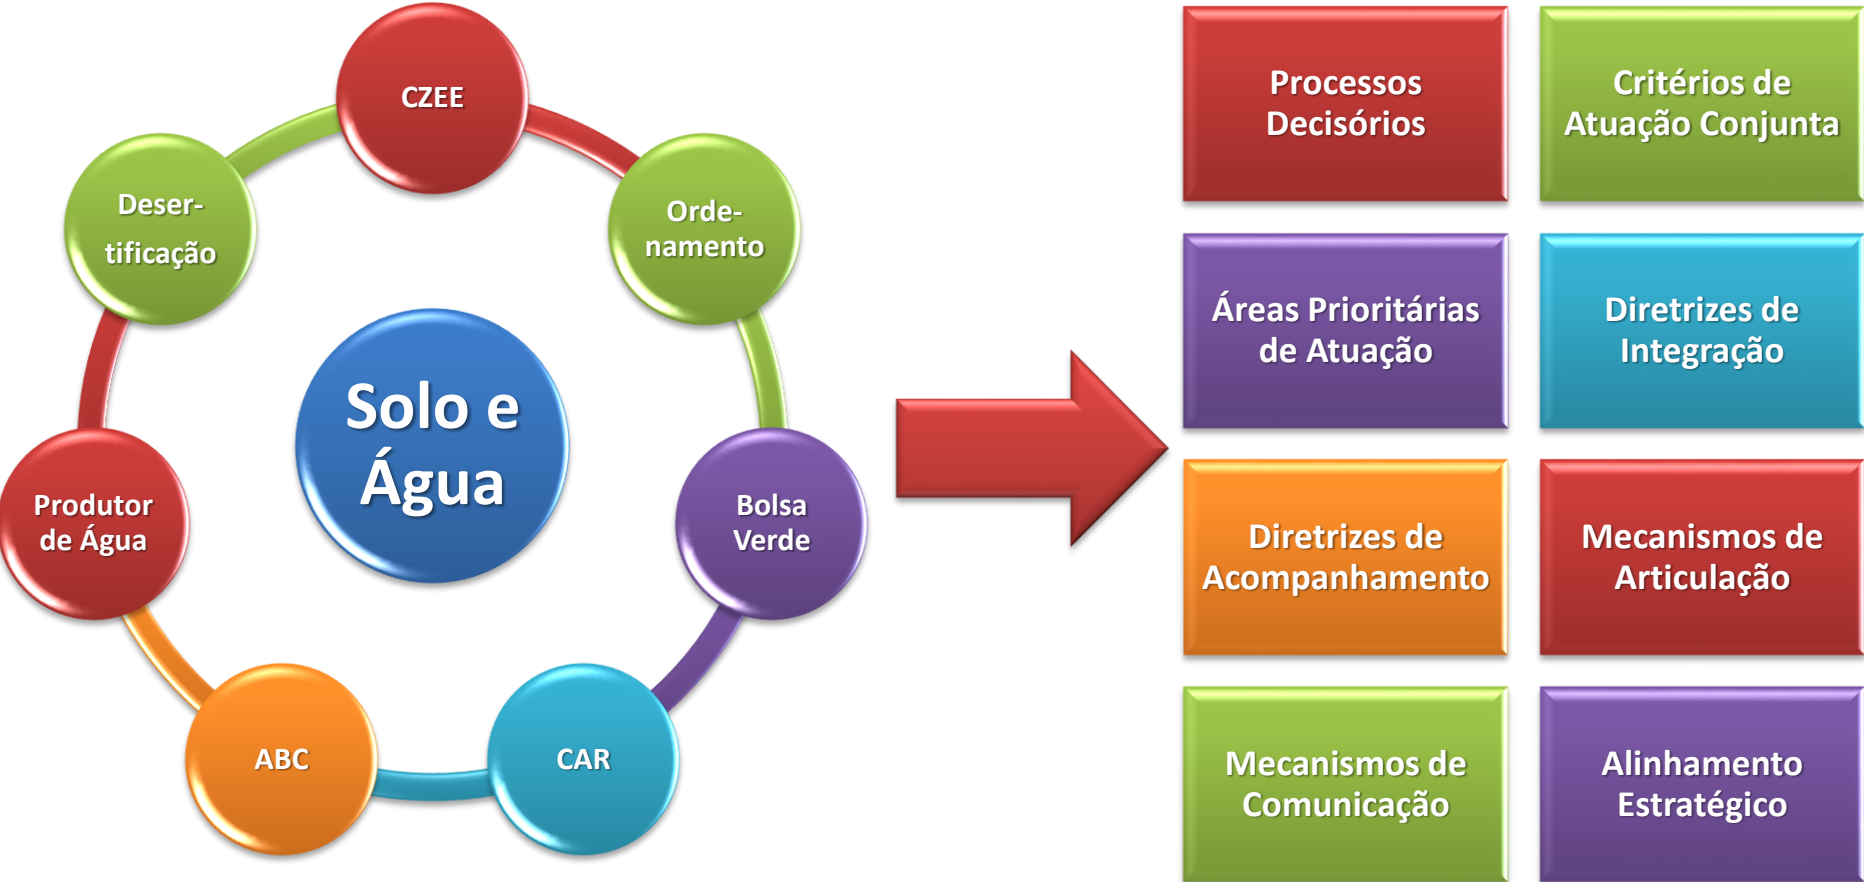 CZEE
Orde-
namento
Bolsa
Verde
CAR
ABC
Produtor
de Água
Deser-
tificação
Solo e
Água
Processos
Decisórios
Critérios de
Atuação Conjunta
Áreas Prioritárias
de Atuação
Diretrizes de
Integração
Diretrizes de
Acompanhamento
Mecanismos de
Articulação
Mecanismos de
Comunicação
Alinhamento
Estratégico